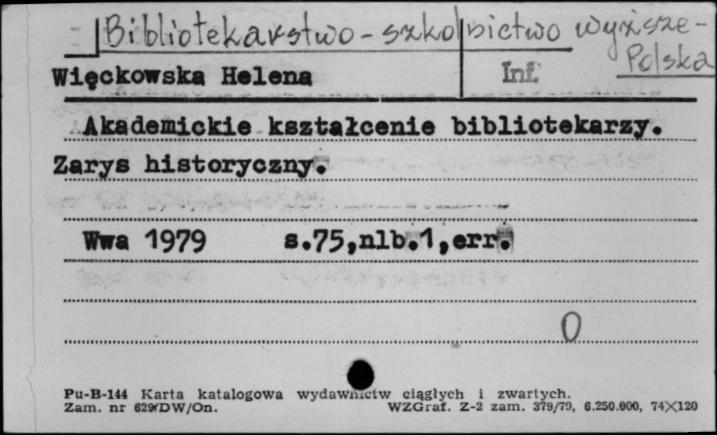 Bibliotekarstwo - szkolnictwo wyższe -
Polska
Więckowska Helena Inf.
Akademickie kształcenie bibliotekarzy.
Zarys historyczny.
Wwa 1979 s.75,nlb.1,err.
0
Pu-B-144 Karta katalogowa wydawnictw ciągłych i zwartych.
Zam. nr 629/DW/On. WZGraf. Z-2 zam. 379/79, 6.250.000, 74×120